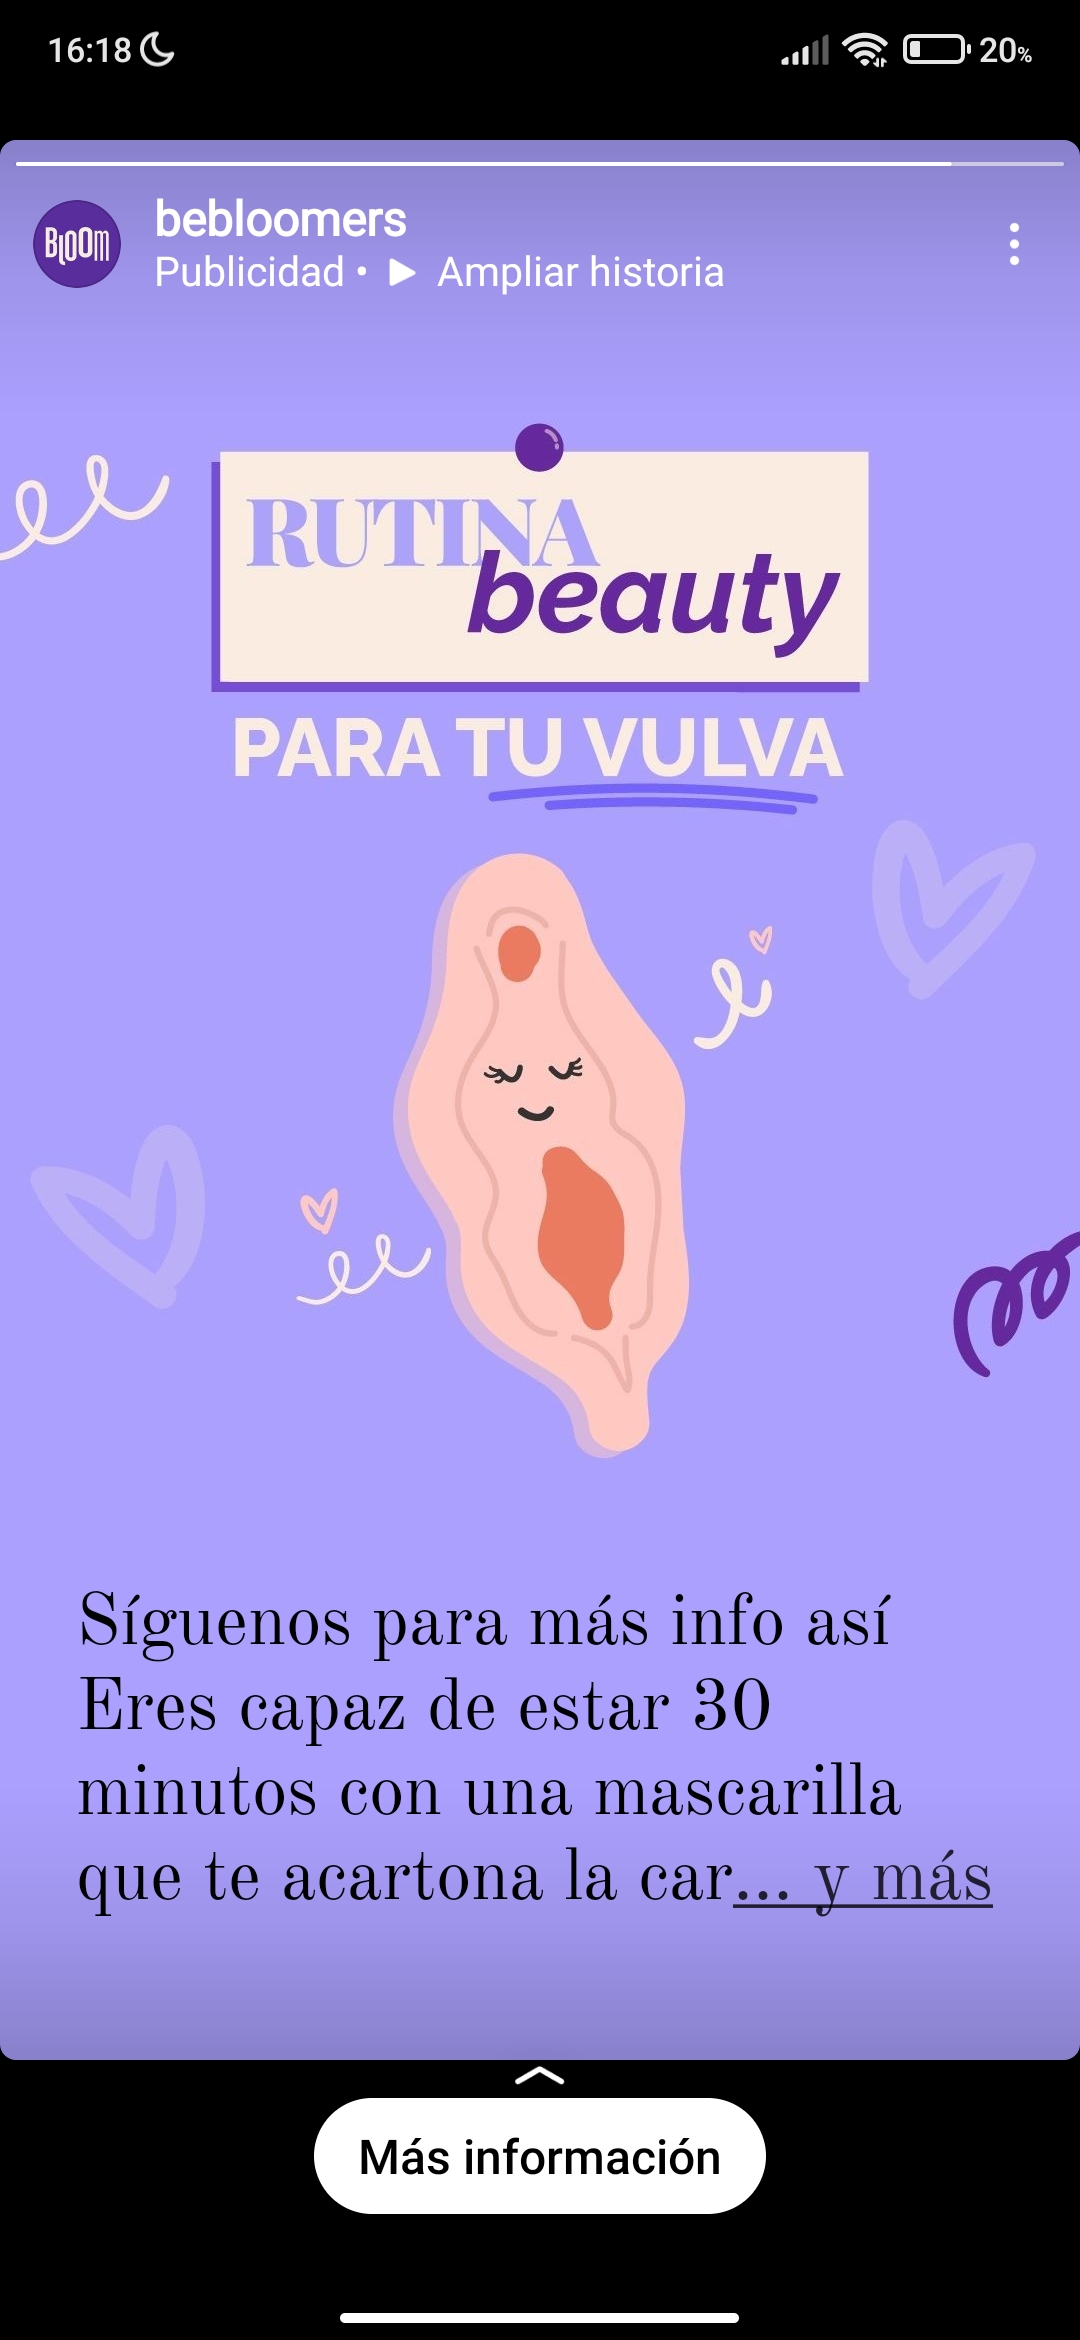 16:18
20%
BLOOM
bebloomers
Publicidad • Ampliar historia
RUTINA
beauty
PARA TU VULVA
Síguenos para más info así
Eres capaz de estar 30
minutos con una mascarilla
que te acartona la car... y más
Más información